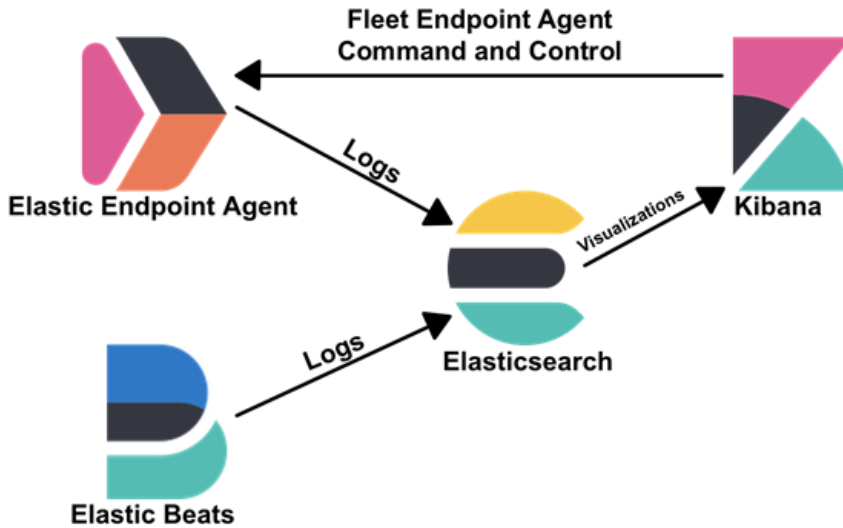 Fleet Endpoint Agent
Command and Control
Logs
Elastic Endpoint Agent
Visualizations
Kibana
Logs
Elasticsearch
Elastic Beats